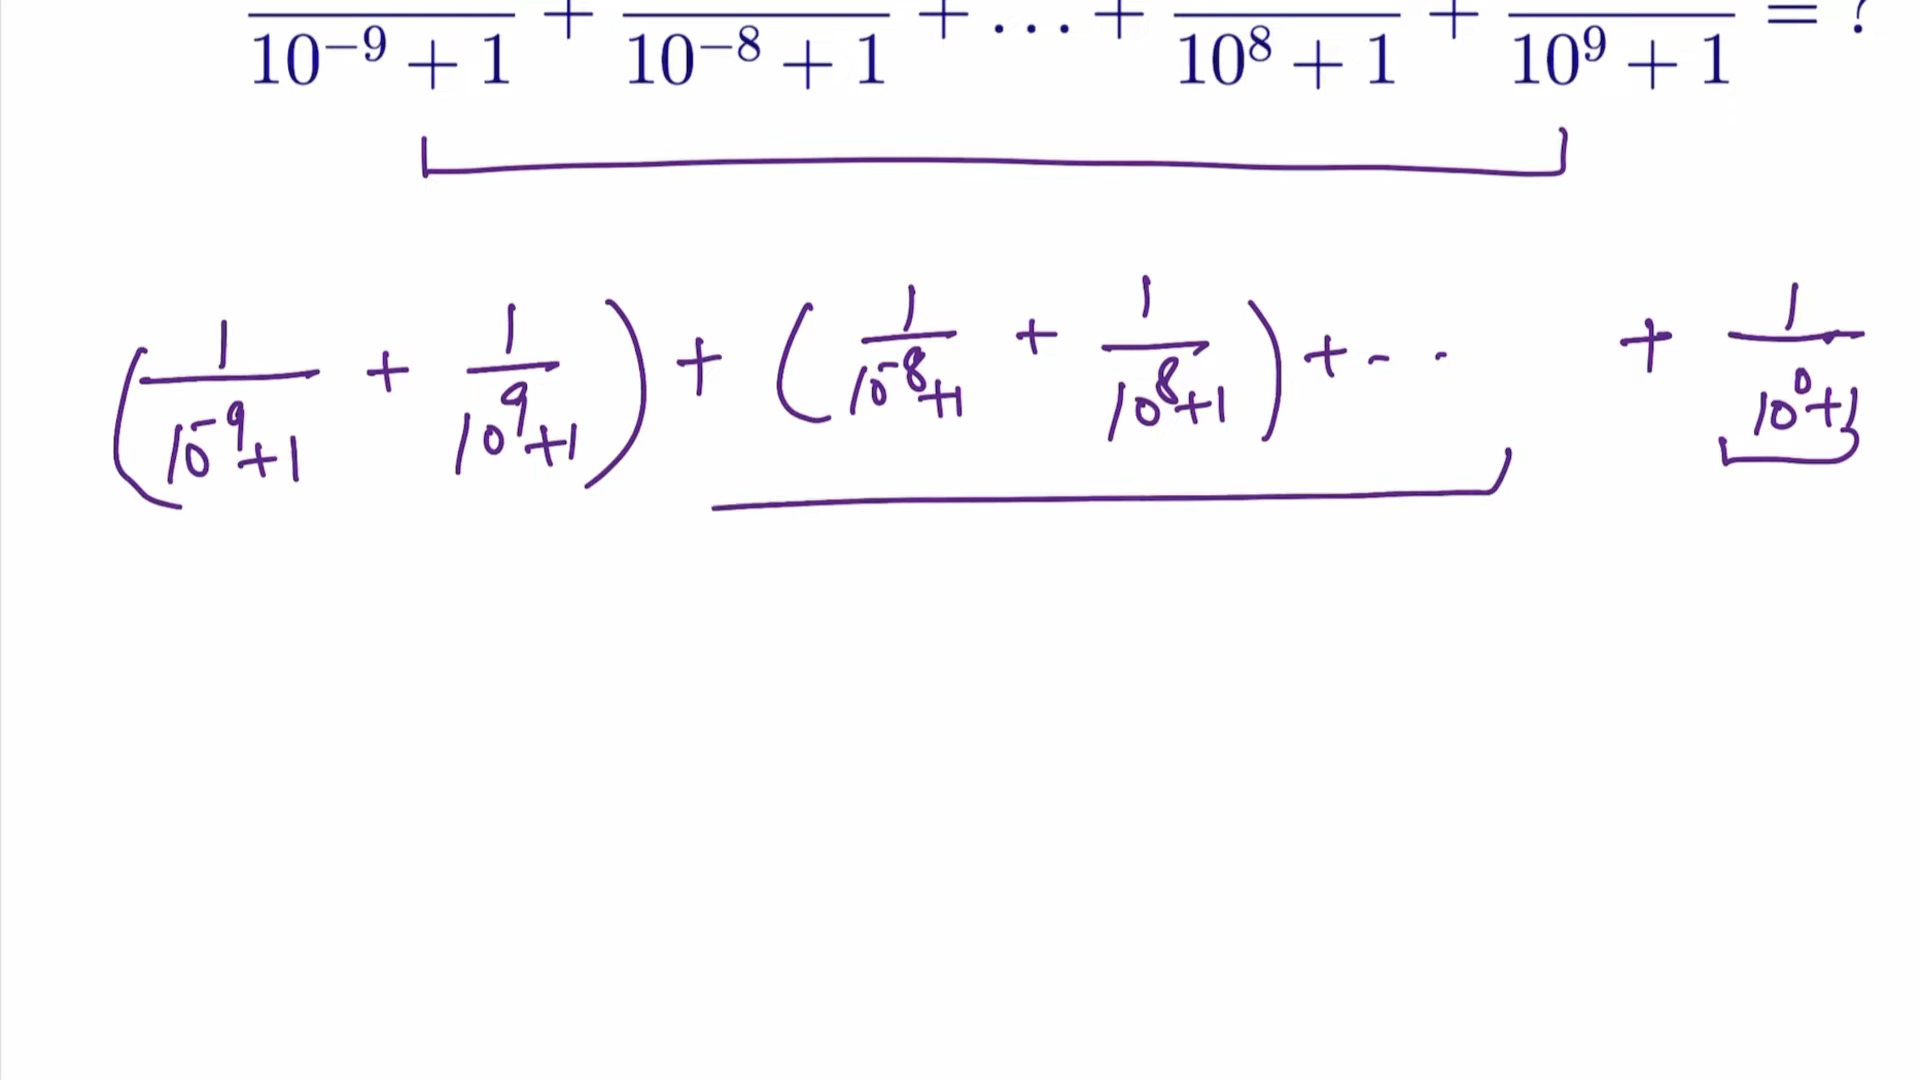 10⁻⁹ + 1 + 10⁻⁸ + 1 + ... + 10⁸ + 1 + 10⁹ + 1 = ?
(1/(10⁻⁹+1) + 1/(10⁹+1)) + (1/(10⁻⁸+1) + 1/(10⁸+1)) + - · + 1/(10⁰+1)